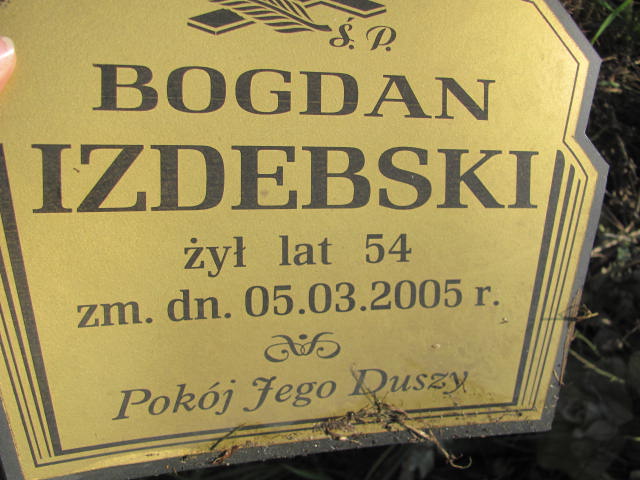 Ś. P.
BOGDAN
IZDEBSKI
żył lat 54
zm. dn. 05.03.2005 r.
Pokój Jego Duszy